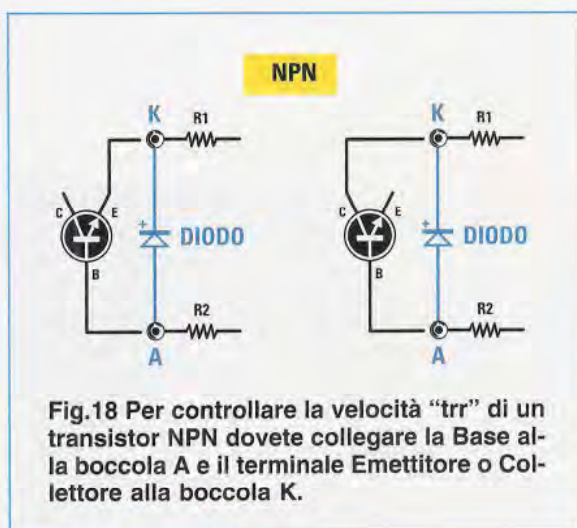 NPN
K
R1
C
E
+
DIODO
B
R2
A
K
R1
C
E
+
DIODO
B
R2
A
Fig.18 Per controllare la velocità “trr” di un
transistor NPN dovete collegare la Base al-
la boccola A e il terminale Emettitore o Col-
lettore alla boccola K.